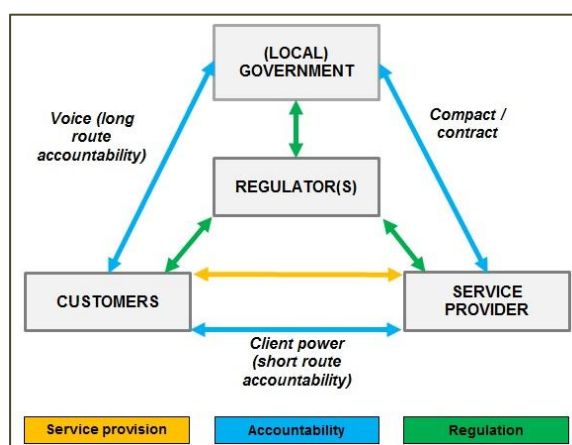 (LOCAL)
GOVERNMENT
Voice (long
route
accountability)
Compact /
contract
REGULATOR(S)
CUSTOMERS
SERVICE
PROVIDER
Client power
(short route
accountability)
Service provision
Accountability
Regulation